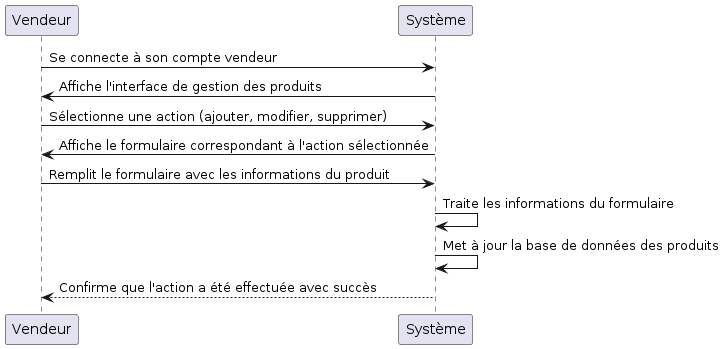 Vendeur
Système
Se connecte à son compte vendeur
Affiche l'interface de gestion des produits
Sélectionne une action (ajouter, modifier, supprimer)
Affiche le formulaire correspondant à l'action sélectionnée
Remplit le formulaire avec les informations du produit
Traite les informations du formulaire
Met à jour la base de données des produits
Confirme que l'action a été effectuée avec succès
Vendeur
Système